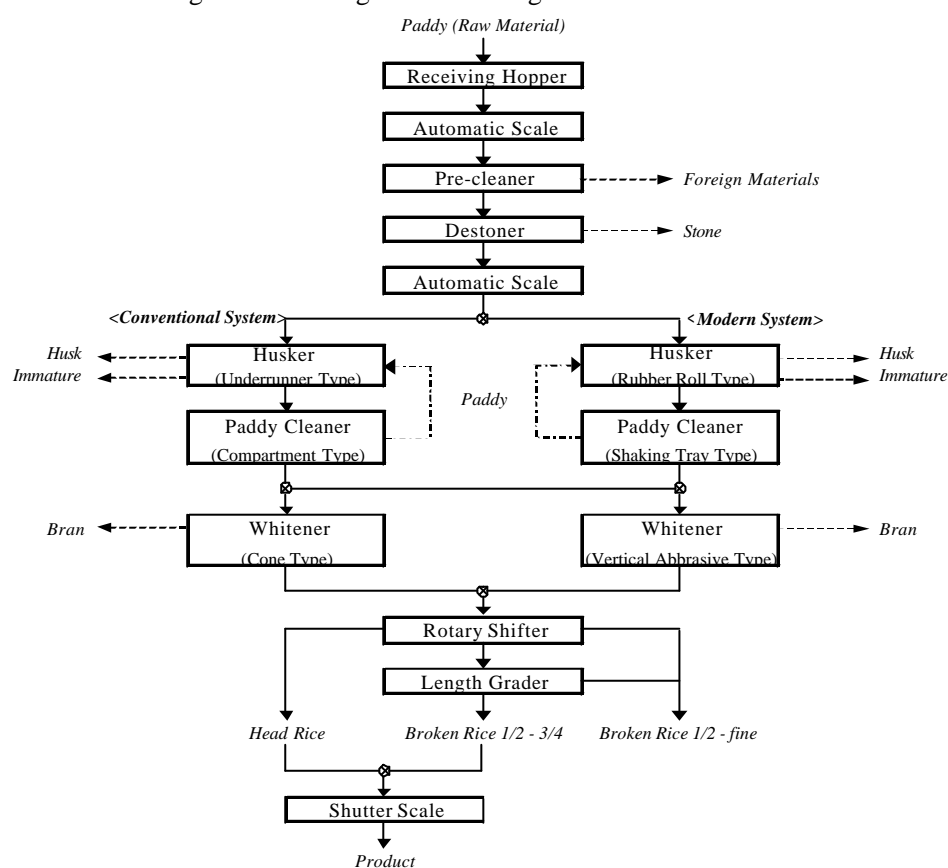 Paddy (Raw Material)
Receiving Hopper
Automatic Scale
Pre-cleaner
Foreign Materials
Destoner
Stone
Automatic Scale
<Conventional System>
<Modern System>
Husk
Immature
Husker
(Underrunner Type)
Paddy
Husker
(Rubber Roll Type)
Husk
Immature
Paddy Cleaner
(Compartment Type)
Paddy Cleaner
(Shaking Tray Type)
Bran
Whitener
(Cone Type)
Whitener
(Vertical Abbrasive Type)
Bran
Rotary Shifter
Length Grader
Head Rice
Broken Rice 1/2 - 3/4
Broken Rice 1/2 - fine
Shutter Scale
Product